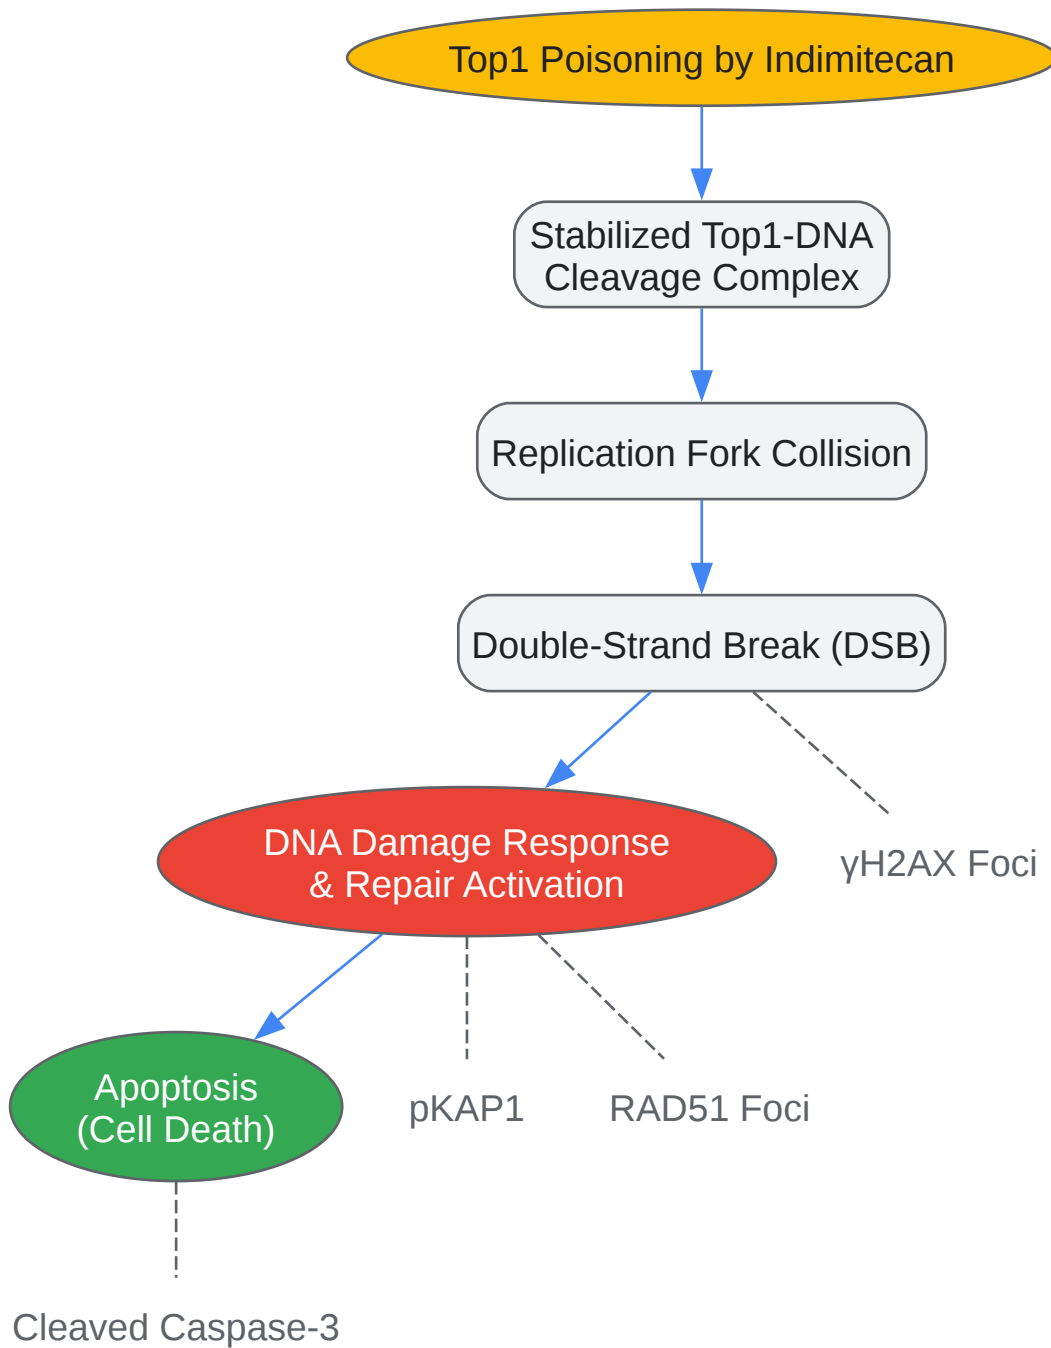 Top1 Poisoning by Indimitecan
Stabilized Top1-DNA
Cleavage Complex
Replication Fork Collision
Double-Strand Break (DSB)
DNA Damage Response
& Repair Activation
γH2AX Foci
Apoptosis
(Cell Death)
pKAP1
RAD51 Foci
Cleaved Caspase-3